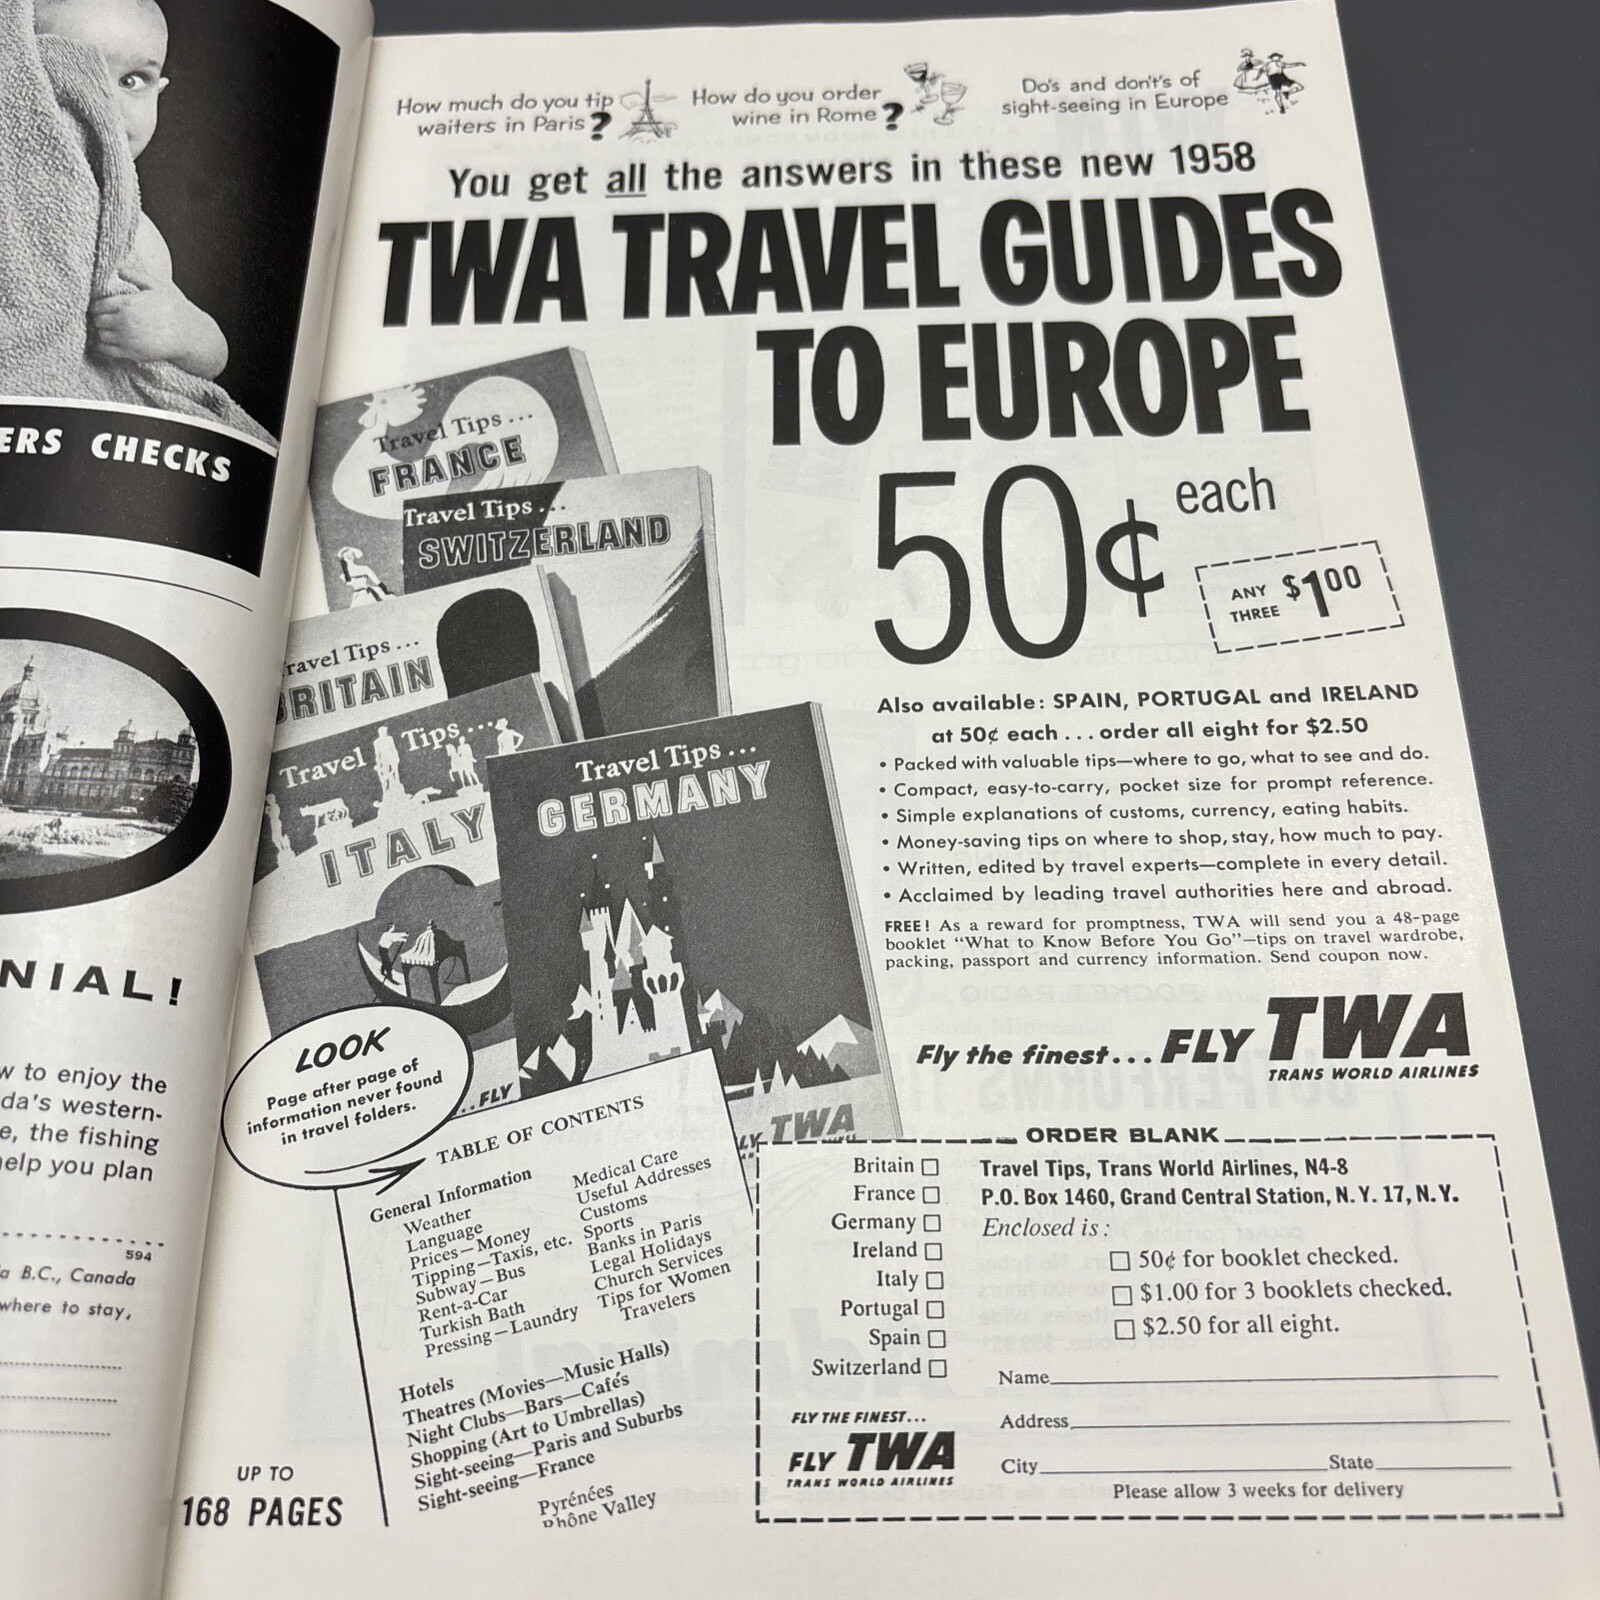 ERS CHECKS
NIAL!
w to enjoy the
da's western-
e, the fishing
help you plan
594
a B.C., Canada
where to stay,
How much do you tip
waiters in Paris?
How do you order
wine in Rome?
Do's and don't's of
sight-seeing in Europe
You get all the answers in these new 1958
TWA TRAVEL GUIDES
TO EUROPE
50¢ each
ANY
THREE $1 00
Travel Tips...
FRANCE
Travel Tips...
SWITZERLAND
ravel Tips...
BRITAIN
Travel Tips...
ITALY
Travel Tips...
GERMANY
...FLY
LY TWA
Also available: SPAIN, PORTUGAL and IRELAND
at 50¢ each...order all eight for $2.50
• Packed with valuable tips—where to go, what to see and do.
• Compact, easy-to-carry, pocket size for prompt reference.
• Simple explanations of customs, currency, eating habits.
• Money-saving tips on where to shop, stay, how much to pay.
• Written, edited by travel experts—complete in every detail.
• Acclaimed by leading travel authorities here and abroad.
FREE! As a reward for promptness, TWA will send you a 48-page
booklet "What to Know Before You Go"—tips on travel wardrobe,
packing, passport and currency information. Send coupon now.
Fly the finest...FLY TWA
TRANS WORLD AIRLINES
LOOK
Page after page of
information never found
in travel folders.
TABLE OF CONTENTS
General Information
Weather
Language
Prices—Money
Tipping—Taxis, etc.
Subway—Bus
Rent-a-Car
Turkish Bath
Pressing—Laundry
Medical Care
Useful Addresses
Customs
Sports
Banks in Paris
Legal Holidays
Church Services
Tips for Women
Travelers
Hotels
Theatres (Movies—Music Halls)
Night Clubs—Bars—Cafés
Shopping (Art to Umbrellas)
Sight-seeing—Paris and Suburbs
Sight-seeing—France
Pyrénées
Rhône Valley
UP TO
168 PAGES
ORDER BLANK
Britain
France
Germany
Ireland
Italy
Portugal
Spain
Switzerland
Travel Tips, Trans World Airlines, N4-8
P.O. Box 1460, Grand Central Station, N.Y. 17, N.Y.
Enclosed is:
50¢ for booklet checked.
$1.00 for 3 booklets checked.
$2.50 for all eight.
Name
Address
City State
Please allow 3 weeks for delivery
FLY THE FINEST...
FLY TWA
TRANS WORLD AIRLINES